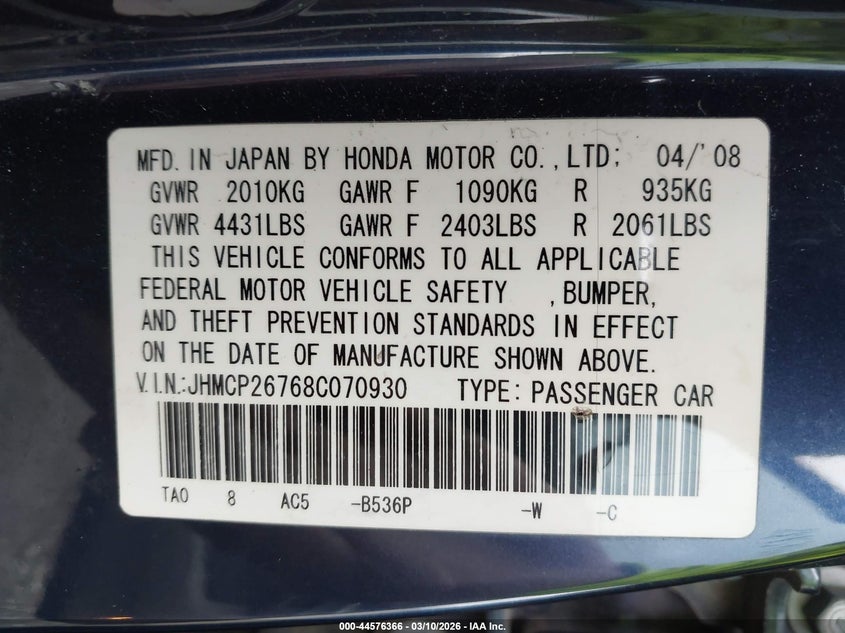 MFD. IN JAPAN BY HONDA MOTOR CO., LTD; 04/'08
GVWR 2010KG GAWR F 1090KG R 935KG
GVWR 4431LBS GAWR F 2403LBS R 2061LBS
THIS VEHICLE CONFORMS TO ALL APPLICABLE
FEDERAL MOTOR VEHICLE SAFETY , BUMPER,
AND THEFT PREVENTION STANDARDS IN EFFECT
ON THE DATE OF MANUFACTURE SHOWN ABOVE.
V.I.N.:JHMCP26768C070930 TYPE: PASSENGER CAR
TA0 8 AC5 -B536P -W -C
000-44576366 - 03/10/2026 - IAA Inc.